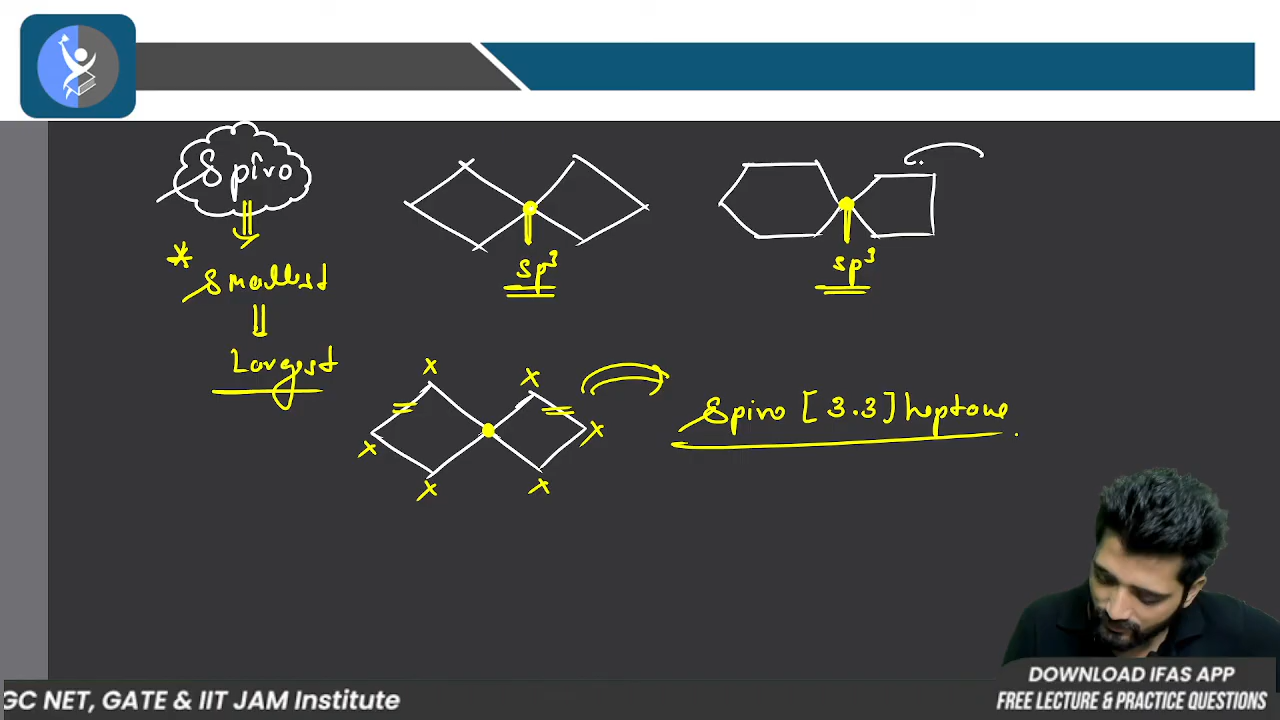 Spiro
* Smallest
Largest
sp³
sp³
x
x
x
x
x
x
Spiro [3.3] heptane
DOWNLOAD IFAS APP
FREE LECTURE & PRACTICE QUESTIONS
GC NET, GATE & IIT JAM Institute